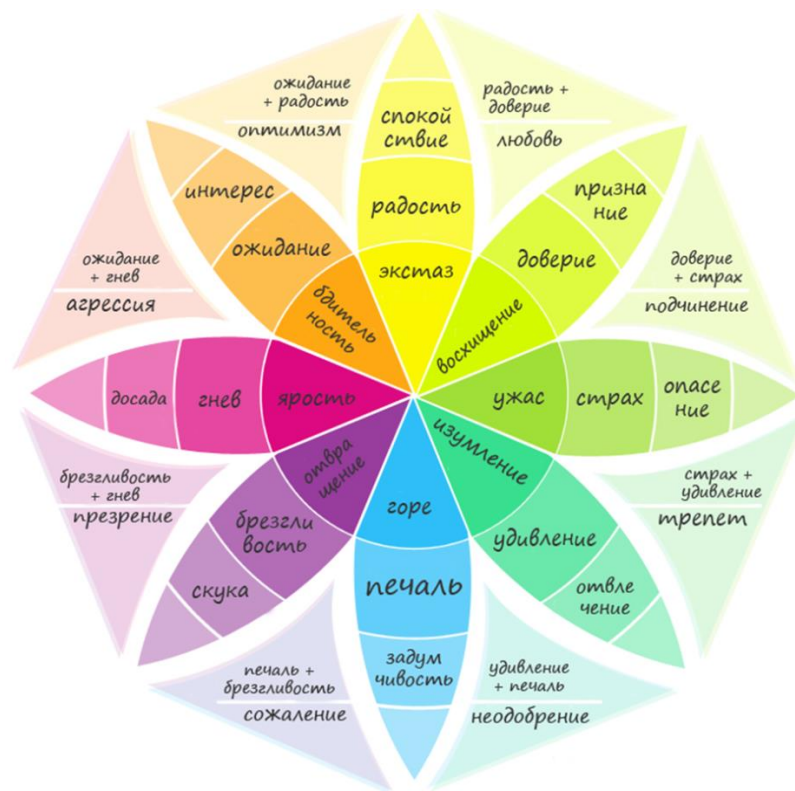 ожидание
+ радость
оптимизм
спокой
ствие
радость
экстаз
радость +
доверие
любовь
призна
ние
доверие
восхищение
доверие
+ страх
подчинение
ужас
страх
опасе
ние
страх +
удивление
трепет
изумление
удивление
отвле
чение
удивление
+ печаль
неодобрение
горе
печаль
задум
чивость
печаль +
брезгливость
сожаление
отвра
щение
брезгли
вость
скука
брезгливость
+ гнев
презрение
ярость
гнев
досада
ожидание
+ гнев
агрессия
интерес
ожидание
бдитель
ность